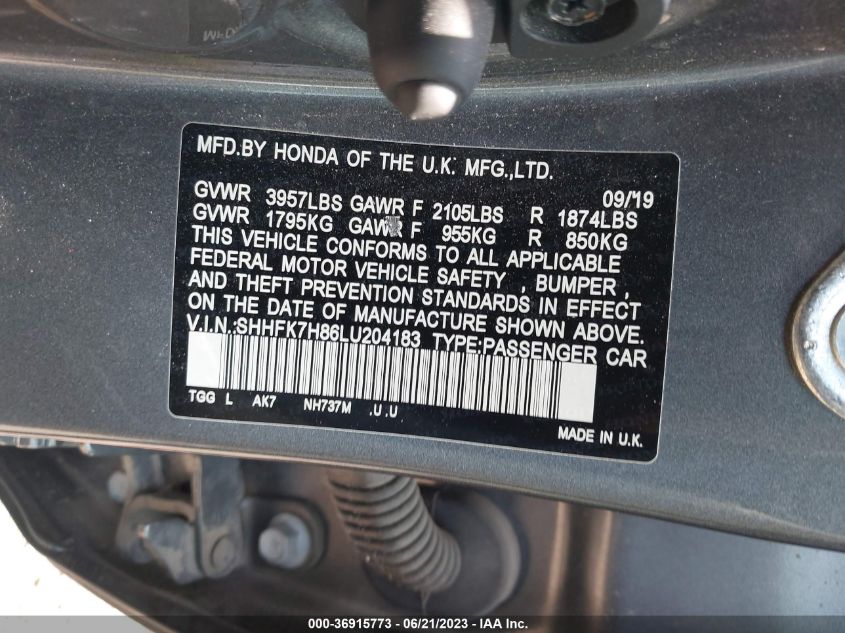 MFD.BY HONDA OF THE U.K. MFG.,LTD.
09/19
GVWR 3957LBS GAWR F 2105LBS R 1874LBS
GVWR 1795KG GAWR F 955KG R 850KG
THIS VEHICLE CONFORMS TO ALL APPLICABLE
FEDERAL MOTOR VEHICLE SAFETY , BUMPER ,
AND THEFT PREVENTION STANDARDS IN EFFECT
ON THE DATE OF MANUFACTURE SHOWN ABOVE.
V.I.N.:SHHFK7H86LU204183 TYPE:PASSENGER CAR
TGG L AK7 NH737M .U.U
MADE IN U.K.
000-36915773 - 06/21/2023 - IAA Inc.